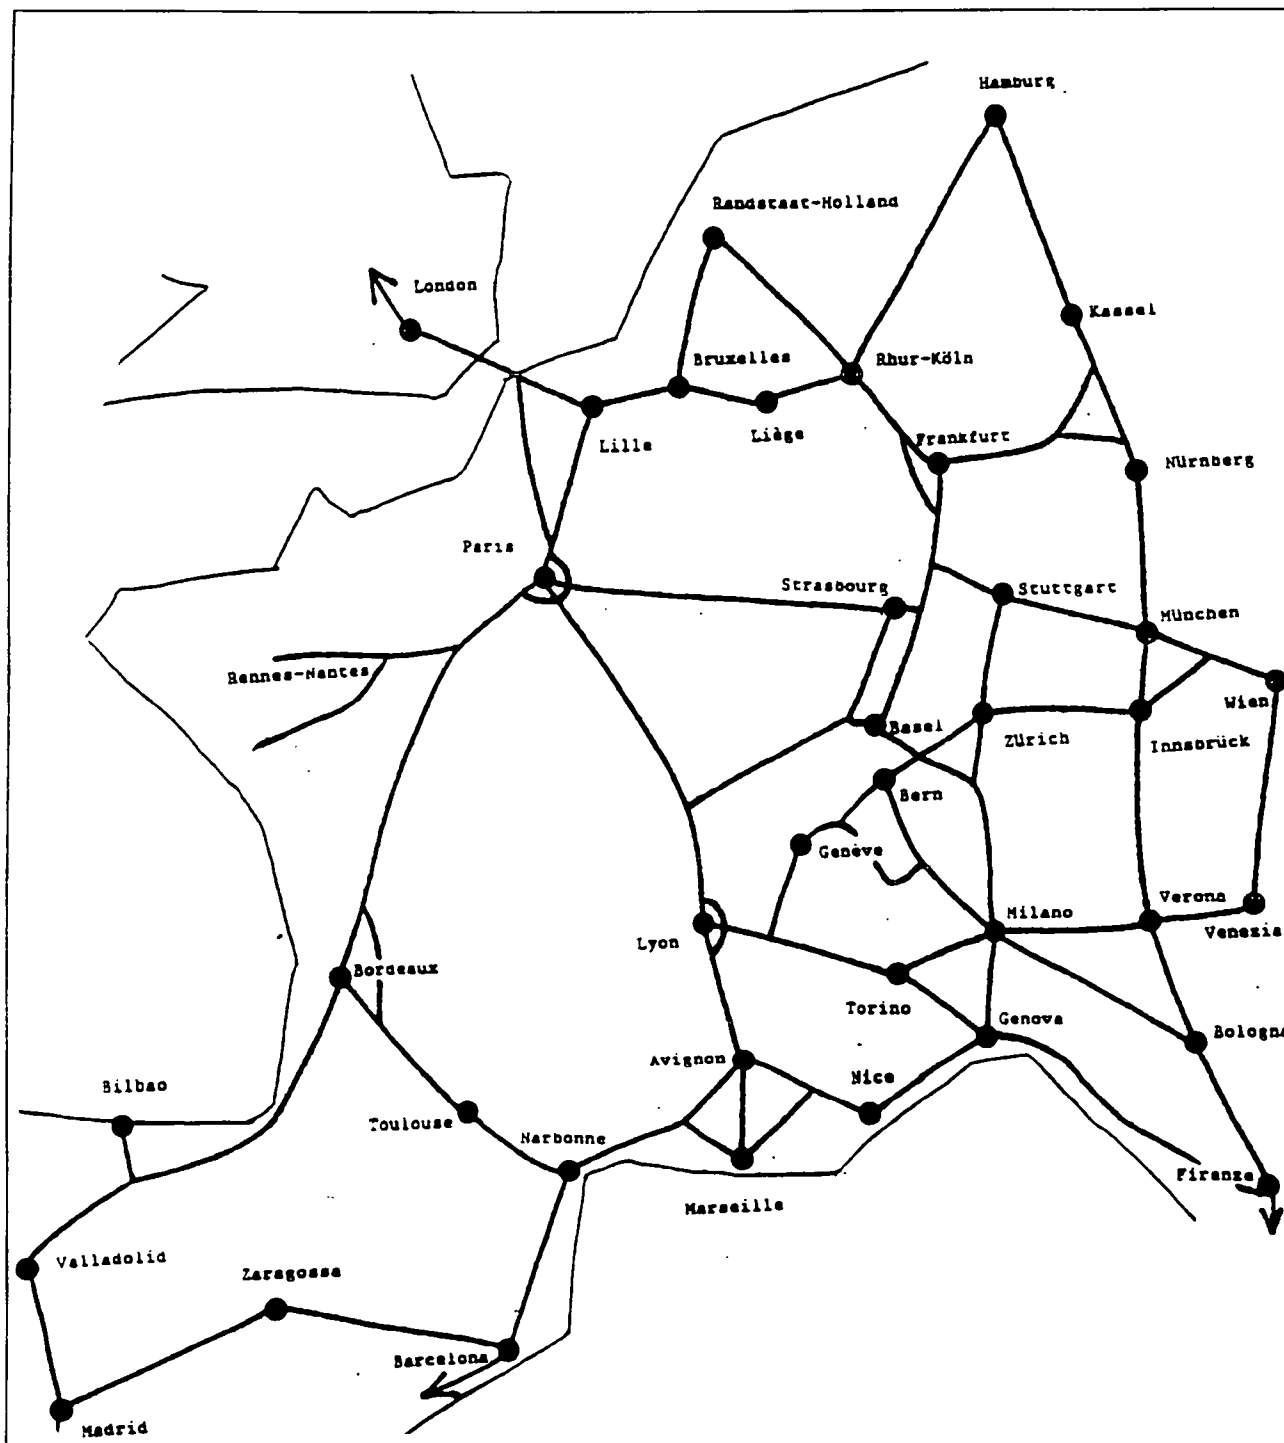 Hamburg
Randstaat-Holland
London
Kassel
Bruxelles
Rhur-Köln
Lille
Liège
Frankfurt
Nürnberg
Paris
Strasbourg
Stuttgart
München
Rennes-Nantes
Wien
Basel
Zürich
Innsbrück
Bern
Genève
Milano
Verona
Lyon
Venezia
Bordeaux
Torino
Genova
Bologna
Avignon
Nice
Bilbao
Toulouse
Narbonne
Firenze
Marseille
Valladolid
Zaragossa
Barcelona
Madrid